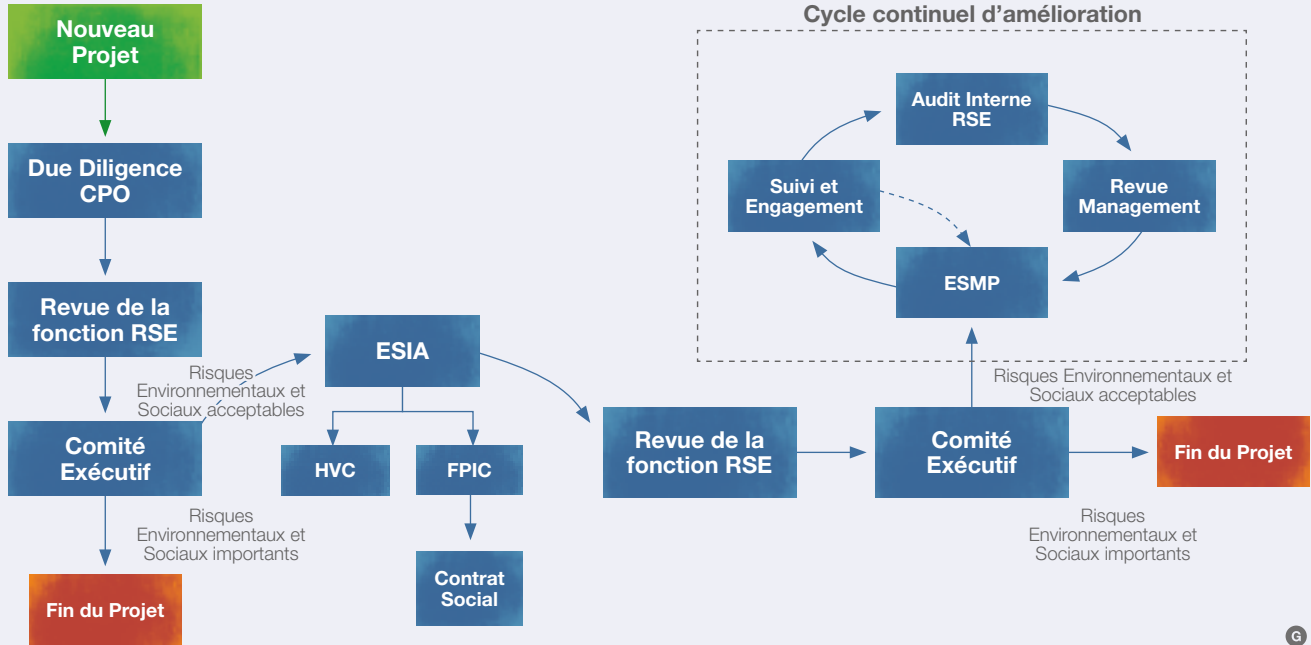 Nouveau
Projet
Due Diligence
CPO
Revue de la
fonction RSE
Risques
Environnementaux et
Sociaux acceptables
Comité
Exécutif
Risques
Environnementaux et
Sociaux importants
Fin du Projet
ESIA
HVC
FPIC
Contrat
Social
Revue de la
fonction RSE
Comité
Exécutif
Risques Environnementaux et
Sociaux acceptables
Fin du Projet
Risques
Environnementaux et
Sociaux importants
Cycle continuel d’amélioration
Audit Interne
RSE
Suivi et
Engagement
Revue
Management
ESMP
G